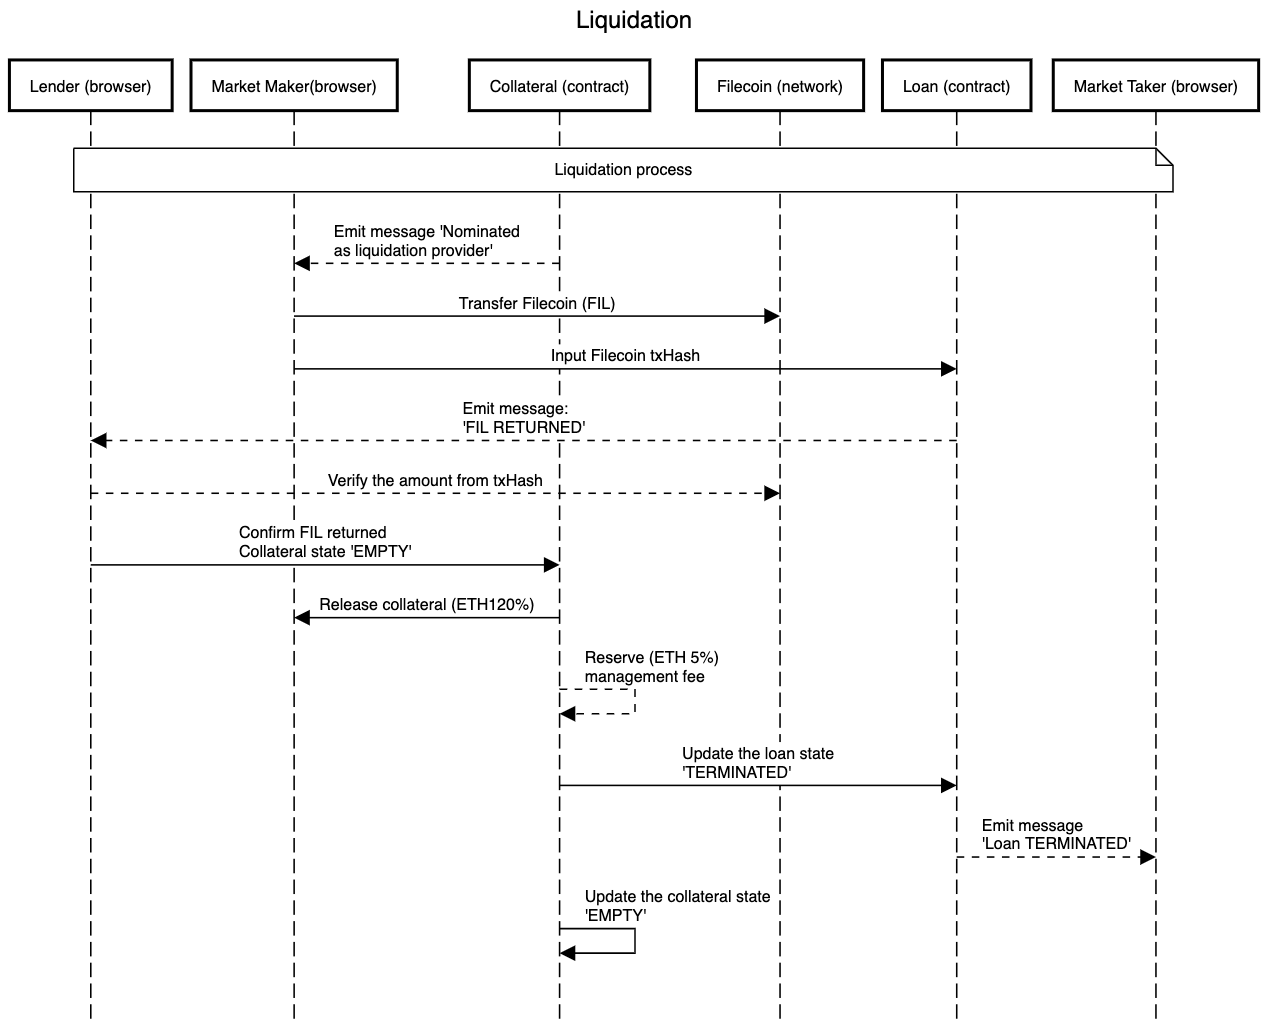 Liquidation
Lender (browser)
Market Maker(browser)
Collateral (contract)
Filecoin (network)
Loan (contract)
Market Taker (browser)
Liquidation process
Emit message 'Nominated
as liquidation provider'
Transfer Filecoin (FIL)
Input Filecoin txHash
Emit message:
'FIL RETURNED'
Verify the amount from txHash
Confirm FIL returned
Collateral state 'EMPTY'
Release collateral (ETH120%)
Reserve (ETH 5%)
management fee
Update the loan state
'TERMINATED'
Emit message
'Loan TERMINATED'
Update the collateral state
'EMPTY'